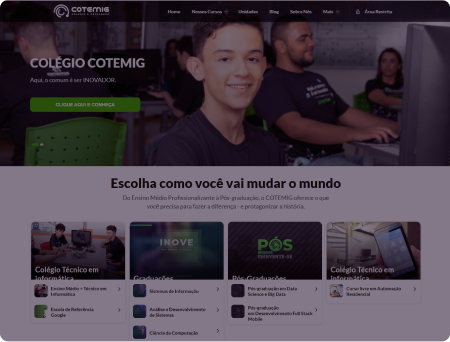 COTEMIG
Home Nossos Cursos Unidades Blog Sobre Nós Mais Área Restrita
COLÉGIO COTEMIG
Aqui, o comum é ser INOVADOR.
CLIQUE AQUI E CONHEÇA
Escolha como você vai mudar o mundo
Do Ensino Médio Profissionalizante à Pós-graduação, o COTEMIG oferece o que
você precisa para fazer a diferença - e protagonizar a história.
Colégio Técnico em
informática
Ensino Médio + Técnico em
Informática
Escola de Referência
Google
INOVE
Graduações
Sistemas de Informação
Análise e Desenvolvimento
de Sistemas
Ciência da Computação
PÓS
Pós-Graduações
Pós-graduação em Data
Science e Big Data
Pós-graduação
em Desenvolvimento Full Stack
Mobile
Colégio Técnico em
informática
Curso livre em Automação
Residencial